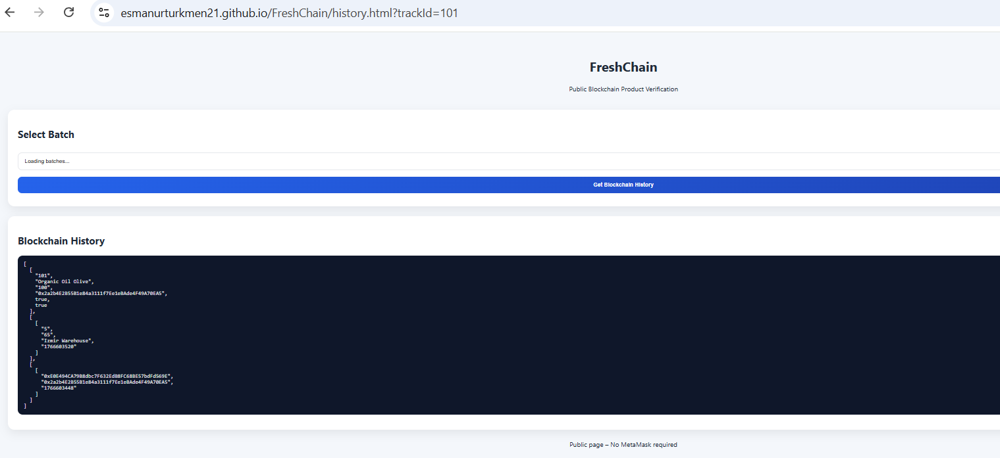 esmanurturkmen21.github.io/FreshChain/history.html?trackId=101
FreshChain
Public Blockchain Product Verification
Select Batch
Loading batches...
Get Blockchain History
Blockchain History
[
[
"101",
"Organic Oil Olive",
"100",
"0x2a2b4E2B55B1e84a3111f7Ee1eBAde4F49A70EA5",
true,
true
],
[
[
"5",
"65",
"Izmir Warehouse",
"1766603520"
]
],
[
[
"0xE0E494CA79B8dbc7F632EdB8FC68BE57bdFd569E",
"0x2a2b4E2B55B1e84a3111f7Ee1eBAde4F49A70EA5",
"1766603448"
]
]
]
Public page – No MetaMask required